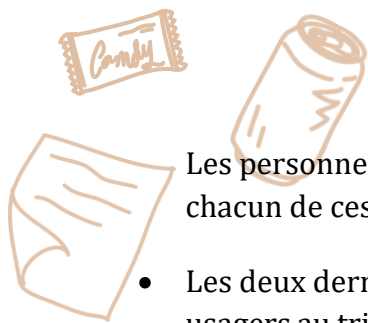 Candy
Les personne
chacun de ces
• Les deux dern
usagers au tri